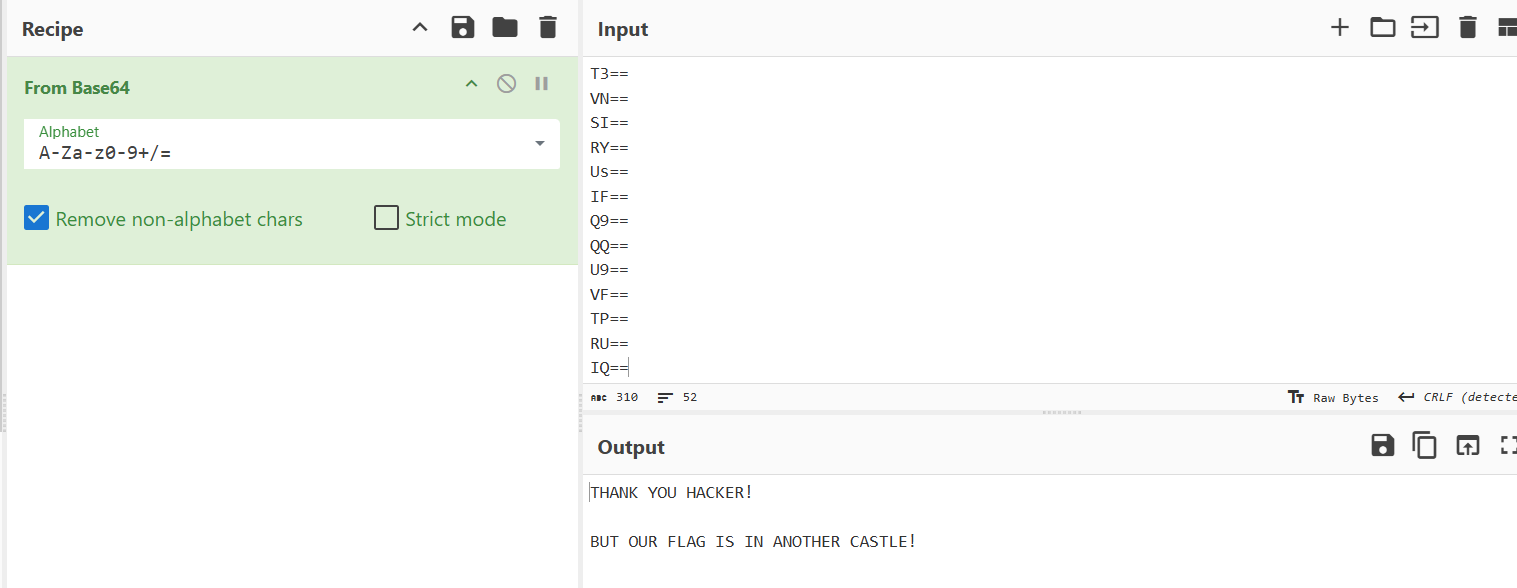 Recipe
Input
From Base64
Alphabet
A-Za-z0-9+/=
Remove non-alphabet chars
Strict mode
T3==
VN==
SI==
RY==
Us==
IF==
Q9==
QQ==
U9==
VF==
TP==
RU==
IQ==
ABC 310 52
Tт Raw Bytes CRLF (detecte
Output
THANK YOU HACKER!
BUT OUR FLAG IS IN ANOTHER CASTLE!